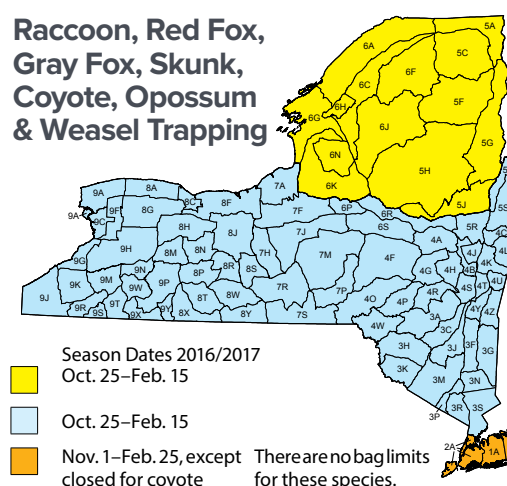 Raccoon, Red Fox,
Gray Fox, Skunk,
Coyote, Opossum
& Weasel Trapping
5A
6A
5C
6C
6F
5F
6H
6G
6J
5G
6N
5H
6K
5J
9A
8A
7A
8C
8F
9F
8G
7F
6P
6R
5S
9A
9C
8H
8J
7J
6S
5R
4C
4A
9H
8N
7H
7M
4F
4J
4L
9G
8M
8R
8S
4G
4H
4B
4K
9N
8P
9K
9M
9W
9P
7R
7P
4R
4S
4T
4U
9J
8T
8W
4O
4P
9R
9T
9S
9X
9Y
8X
8Y
7S
3A
4Y
4Z
4W
3C
3H
3J
3F
3G
3K
3M
3N
3P
3R
3S
2A
1A
Season Dates 2016/2017
Oct. 25–Feb. 15
Oct. 25–Feb. 15
Nov. 1–Feb. 25, except
closed for coyote
There are no bag limits
for these species.